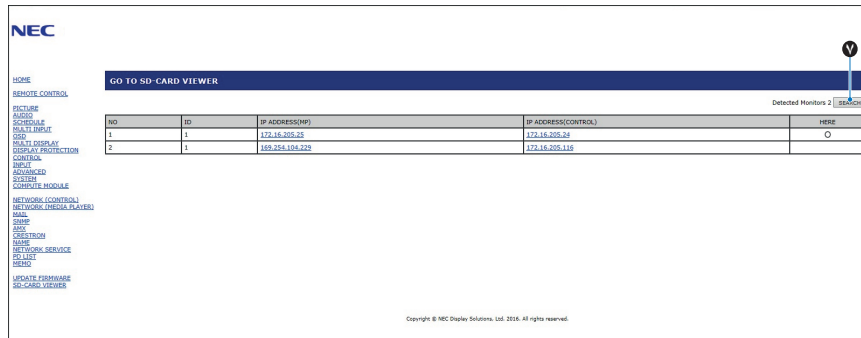 NEC
HOME
REMOTE CONTROL
PICTURE
AUDIO
SCHEDULE
MULTI INPUT
OSD
MULTI DISPLAY
DISPLAY PROTECTION
CONTROL
INPUT
ADVANCED
SYSTEM
COMPUTE MODULE
NETWORK (CONTROL)
NETWORK (MEDIA PLAYER)
MAIL
SNMP
AMX
CRESTRON
NAME
NETWORK SERVICE
PD LIST
MEMO
UPDATE FIRMWARE
SD-CARD VIEWER
GO TO SD-CARD VIEWER
Detected Monitors 2 SEARCH
NO ID IP ADDRESS(MP) IP ADDRESS(CONTROL) HERE
1 1 172.16.205.25 172.16.205.24 O
2 1 169.254.104.229 172.16.205.116
Copyright © NEC Display Solutions, Ltd. 2016. All rights reserved.